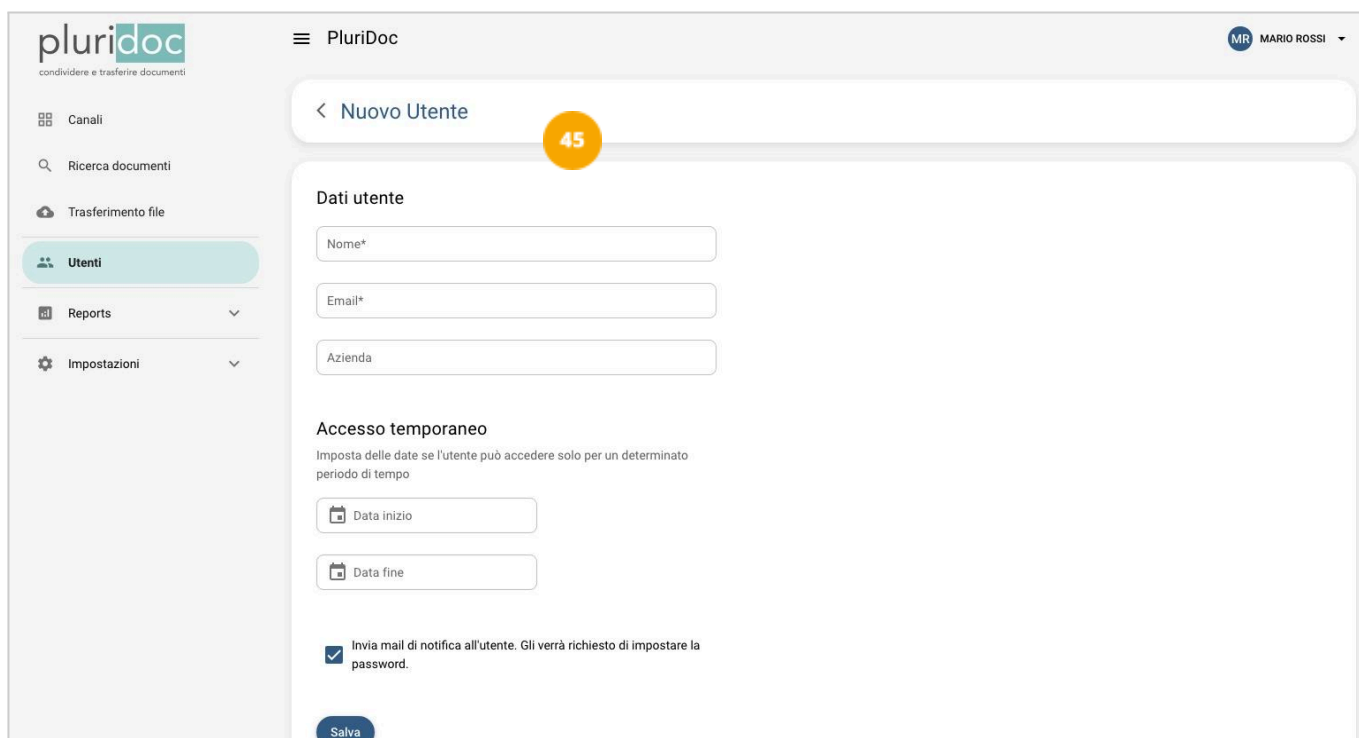 pluridoc
condividere e trasferire documenti
PluriDoc
MR MARIO ROSSI
Canali
Ricerca documenti
Trasferimento file
Utenti
Reports
Impostazioni
Nuovo Utente
45
Dati utente
Nome*
Email*
Azienda
Accesso temporaneo
Imposta delle date se l'utente può accedere solo per un determinato
periodo di tempo
Data inizio
Data fine
Invia mail di notifica all'utente. Gli verrà richiesto di impostare la
password.
Salva